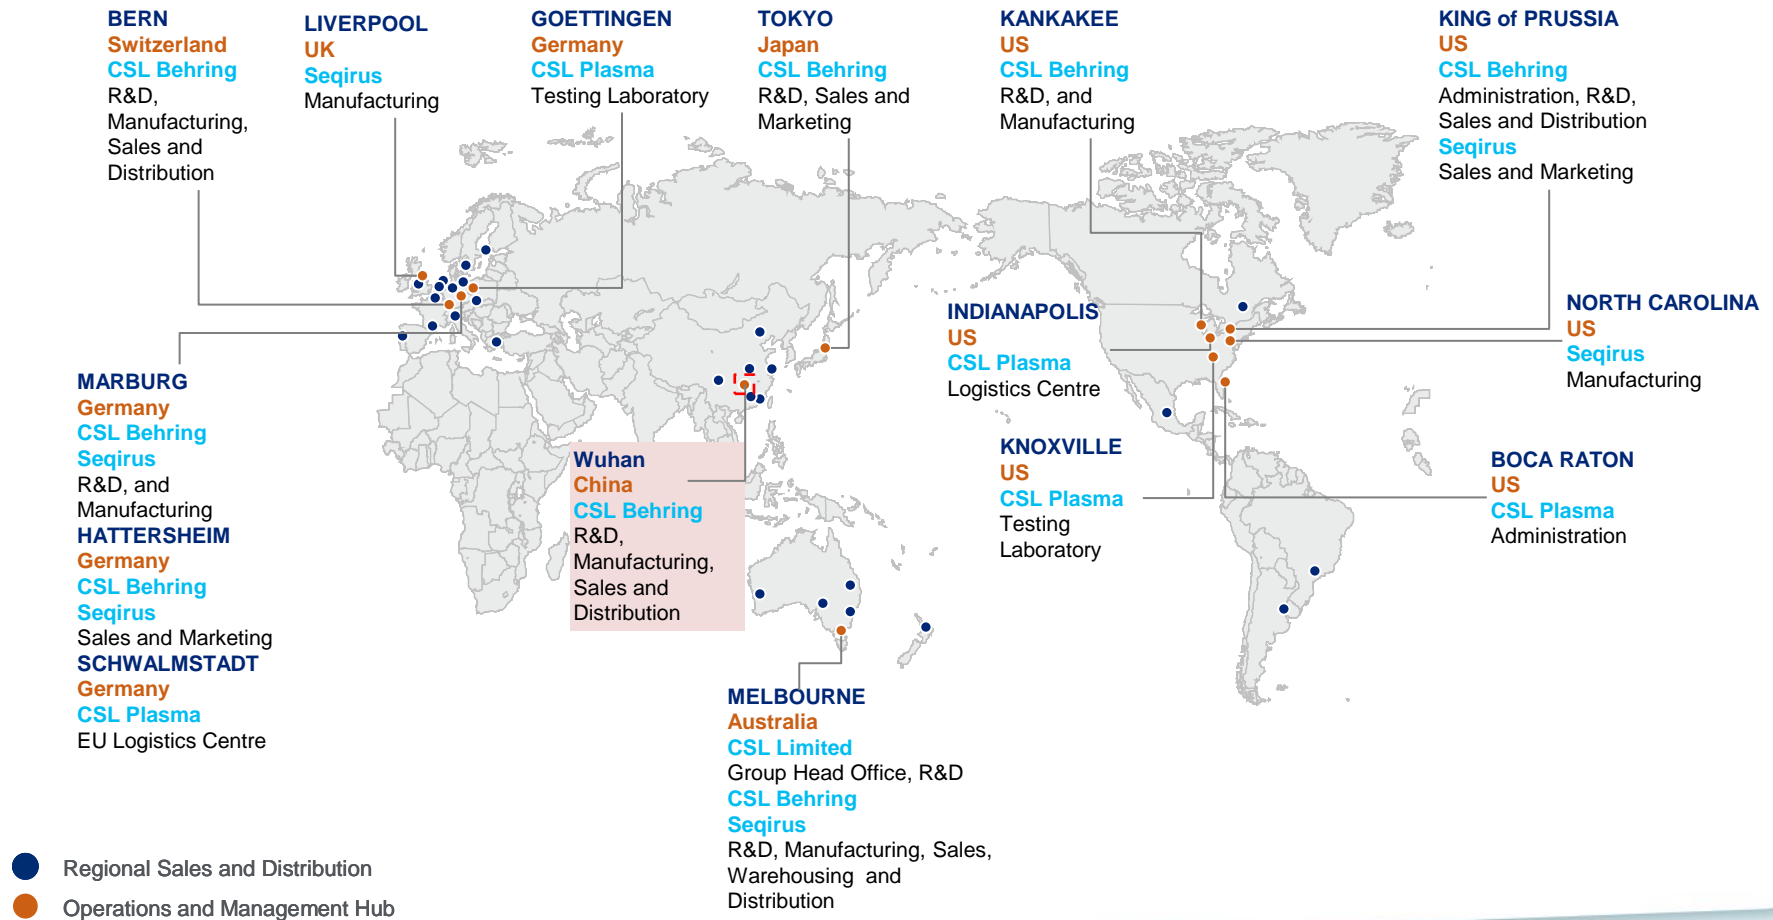 BERN
Switzerland
CSL Behring
R&D,
Manufacturing,
Sales and
Distribution
LIVERPOOL
UK
Seqirus
Manufacturing
GOETTINGEN
Germany
CSL Plasma
Testing Laboratory
TOKYO
Japan
CSL Behring
R&D, Sales and
Marketing
KANKAKEE
US
CSL Behring
R&D, and
Manufacturing
KING of PRUSSIA
US
CSL Behring
Administration, R&D,
Sales and Distribution
Seqirus
Sales and Marketing
INDIANAPOLIS
US
CSL Plasma
Logistics Centre
NORTH CAROLINA
US
Seqirus
Manufacturing
MARBURG
Germany
CSL Behring
Seqirus
R&D, and
Manufacturing
HATTERSHEIM
Germany
CSL Behring
Seqirus
Sales and Marketing
SCHWALMSTADT
Germany
CSL Plasma
EU Logistics Centre
Wuhan
China
CSL Behring
R&D,
Manufacturing,
Sales and
Distribution
KNOXVILLE
US
CSL Plasma
Testing
Laboratory
BOCA RATON
US
CSL Plasma
Administration
MELBOURNE
Australia
CSL Limited
Group Head Office, R&D
CSL Behring
Seqirus
R&D, Manufacturing, Sales,
Warehousing and
Distribution
Regional Sales and Distribution
Operations and Management Hub